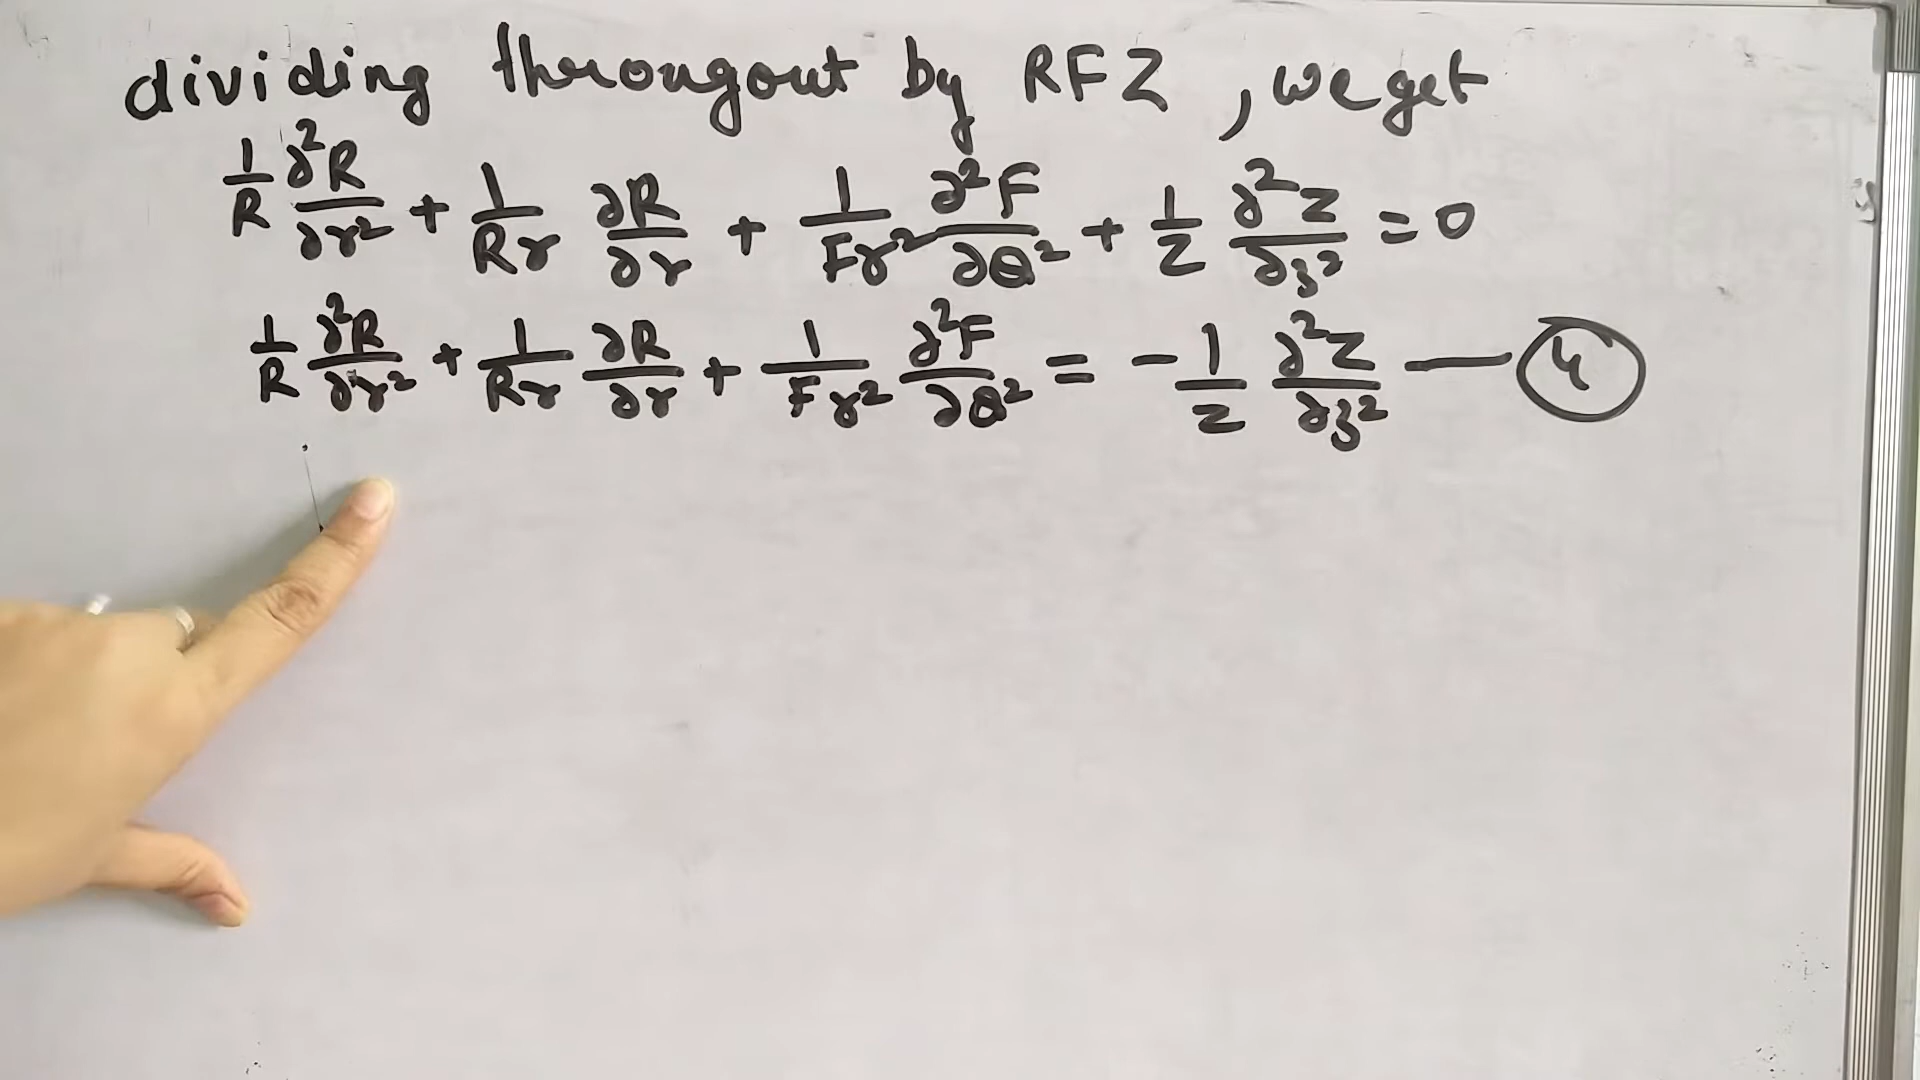 dividing througout by RFZ, we get
1/R ∂²R/∂r² + 1/Rr ∂R/∂r + 1/Fr² ∂²F/∂θ² + 1/Z ∂²Z/∂z² = 0
1/R ∂²R/∂r² + 1/Rr ∂R/∂r + 1/Fr² ∂²F/∂θ² = -1/Z ∂²Z/∂z² — 4